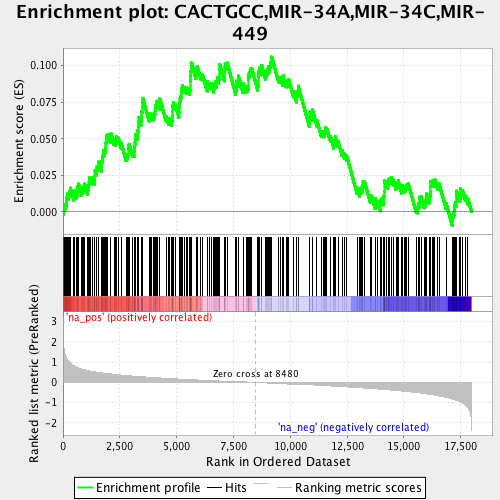 Enrichment plot: CACTGCC,MIR-34A,MIR-34C,MIR-
449
Enrichment score (ES)
0.100
0.075
0.050
0.025
0.000
'na_pos' (positively correlated)
Ranked list metric (PreRanked)
3
2
1
0
-1
-2
Zero cross at 8480
'na_neg' (negatively correlated)
0
2,500
5,000
7,500
10,000
12,500
15,000
17,500
Rank in Ordered Dataset
Enrichment profile
Hits
Ranking metric scores